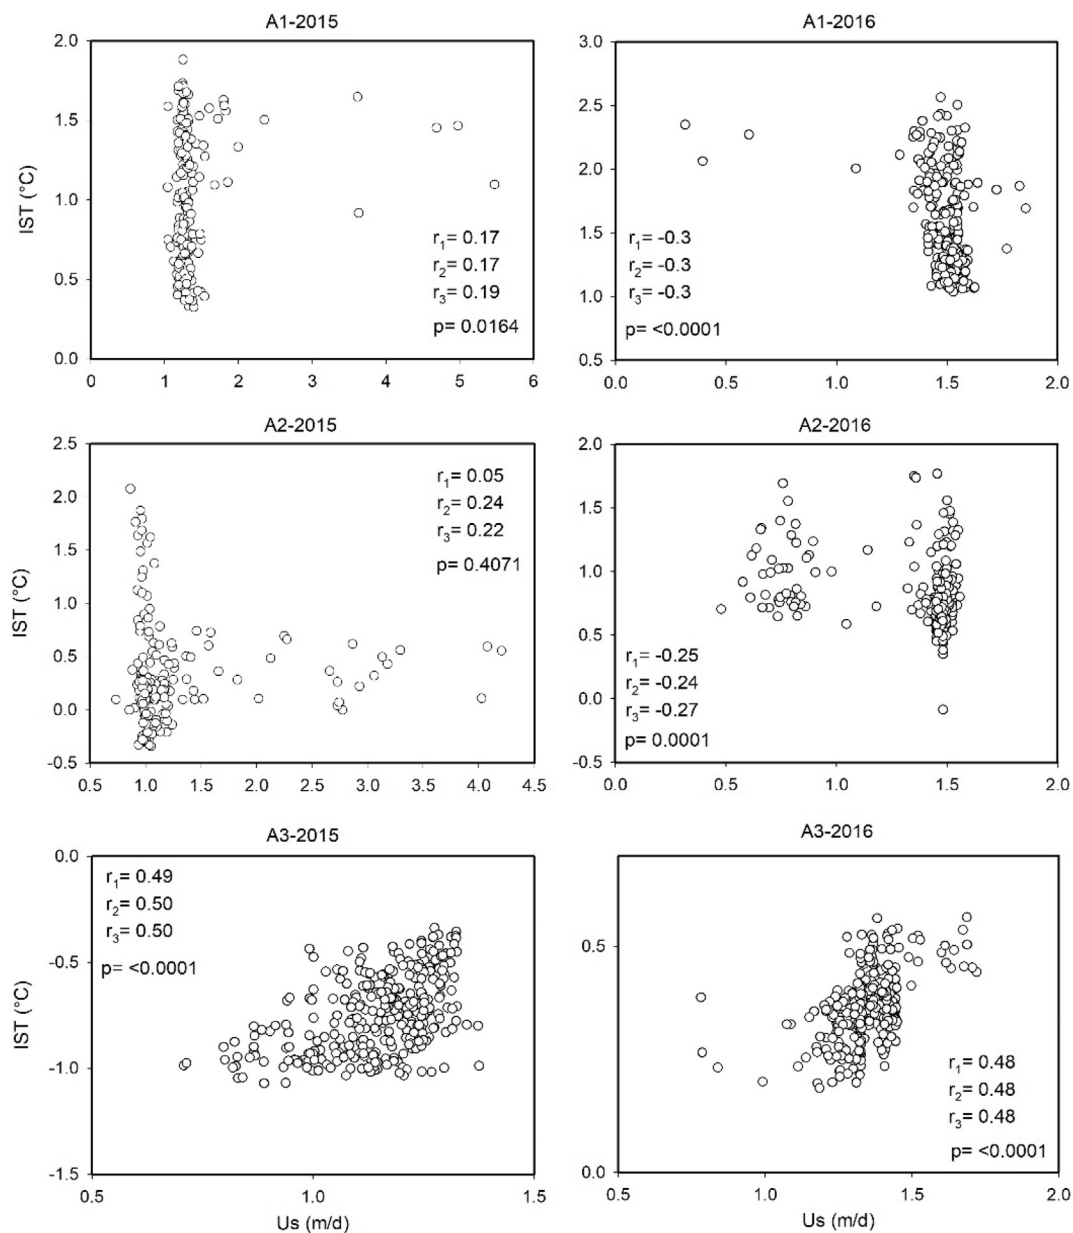 A1-2015
2.0
1.5
1.0
0.5
0.0
IST (°C)
r1= 0.17
r2= 0.17
r3= 0.19
p= 0.0164
0 1 2 3 4 5 6
A1-2016
3.0
2.5
2.0
1.5
1.0
0.5
r1= -0.3
r2= -0.3
r3= -0.3
p= <0.0001
0.0 0.5 1.0 1.5 2.0
A2-2015
2.5
2.0
1.5
1.0
0.5
0.0
-0.5
IST (°C)
r1= 0.05
r2= 0.24
r3= 0.22
p= 0.4071
0.5 1.0 1.5 2.0 2.5 3.0 3.5 4.0 4.5
A2-2016
2.0
1.5
1.0
0.5
0.0
-0.5
r1= -0.25
r2= -0.24
r3= -0.27
p= 0.0001
0.0 0.5 1.0 1.5 2.0
A3-2015
0.0
-0.5
-1.0
-1.5
IST (°C)
r1= 0.49
r2= 0.50
r3= 0.50
p= <0.0001
0.5 1.0 1.5
Us (m/d)
A3-2016
0.5
0.0
r1= 0.48
r2= 0.48
r3= 0.48
p= <0.0001
0.5 1.0 1.5 2.0
Us (m/d)